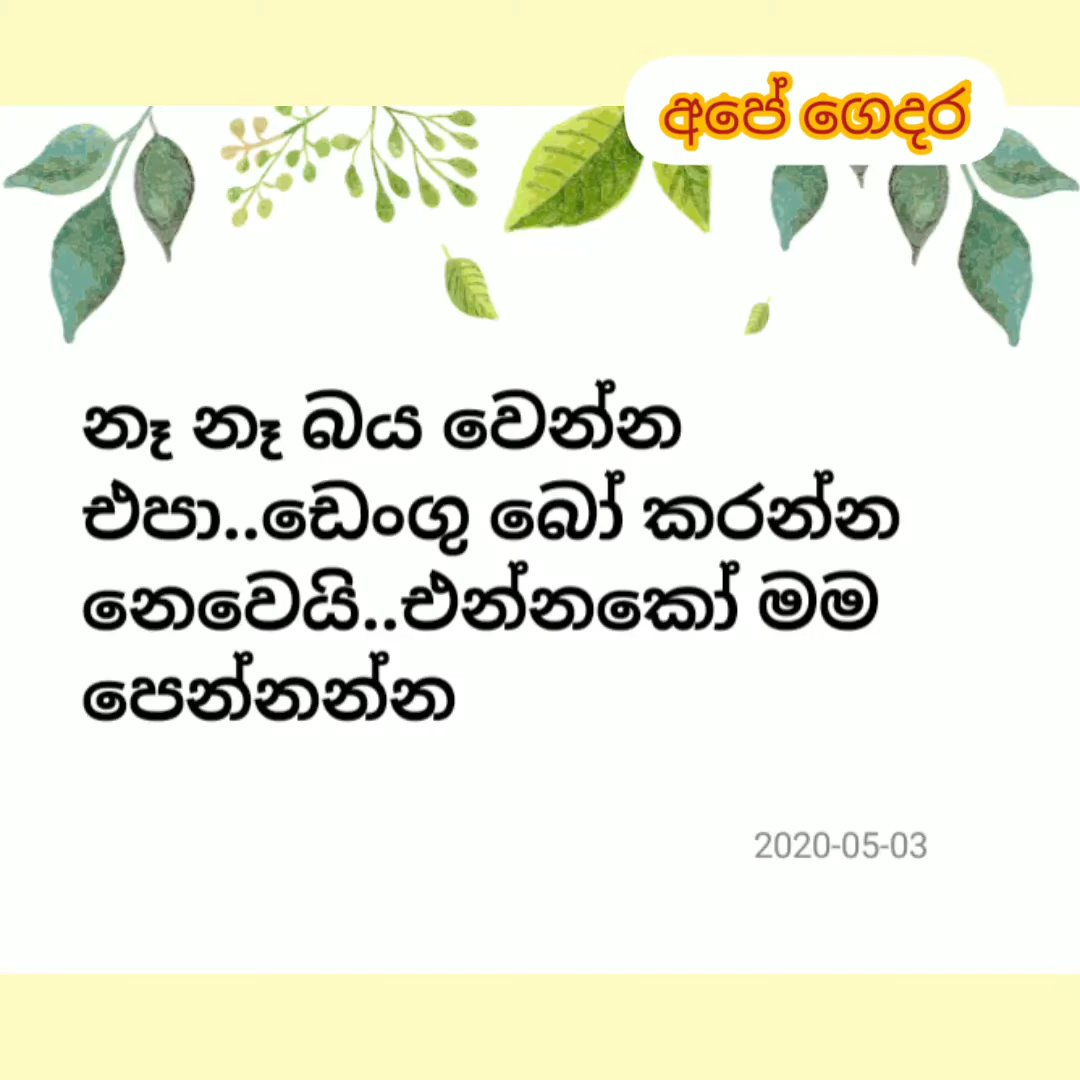 අපේ ගෙදර
නෑ නෑ බය වෙන්න
එපා..ඩෙංගු බෝ කරන්න
නෙවෙයි..එන්නකෝ මම
පෙන්නන්න
2020-05-03